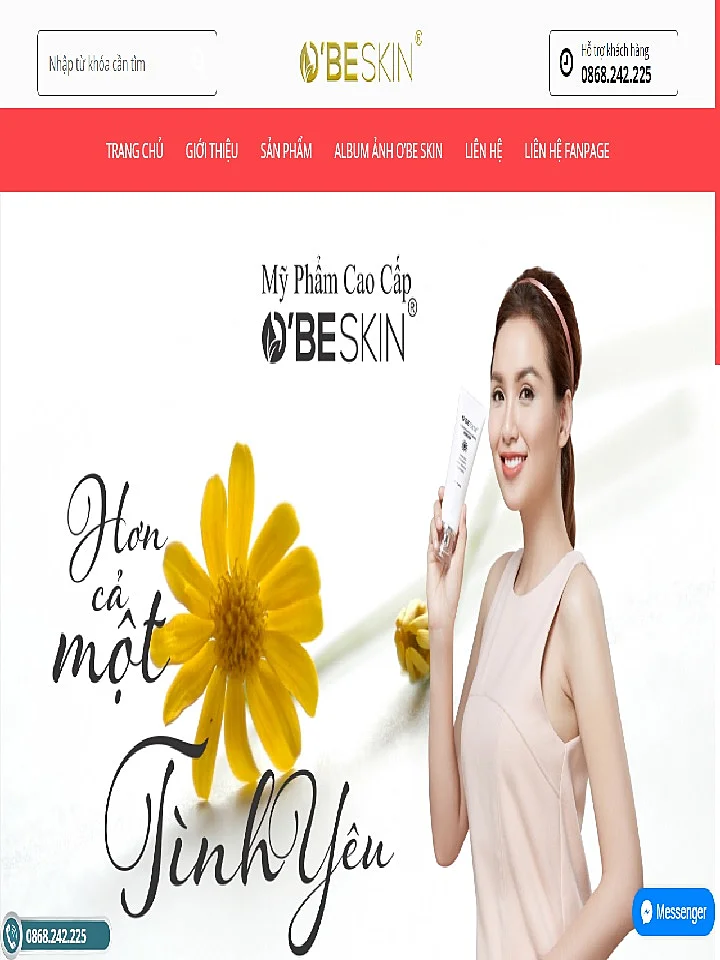 Nhập từ khóa cần tìm
O'BESKIN®
Hỗ trợ khách hàng
0868.242.225
TRANG CHỦ GIỚI THIỆU SẢN PHẨM ALBUM ẢNH O'BE SKIN LIÊN HỆ LIÊN HỆ FANPAGE
Mỹ Phẩm Cao Cấp
O'BESKIN®
Hơn
cả
một
Tình Yêu
O'BESKIN
0868.242.225
Messenger